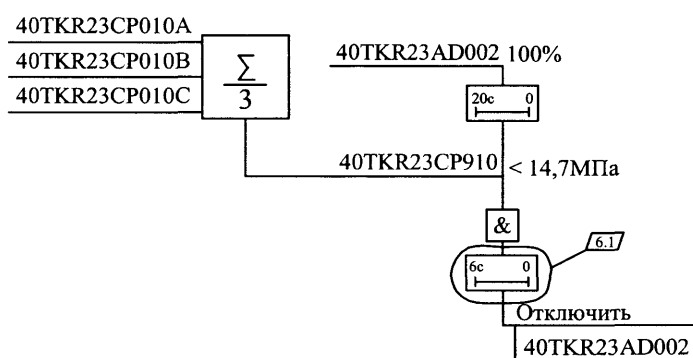 40TKR23CP010A
40TKR23CP010B
40TKR23CP010C
∑
3
40TKR23AD002 100%
20с 0
40TKR23CP910 < 14,7МПа
&
6.1
6с 0
Отключить
40TKR23AD002